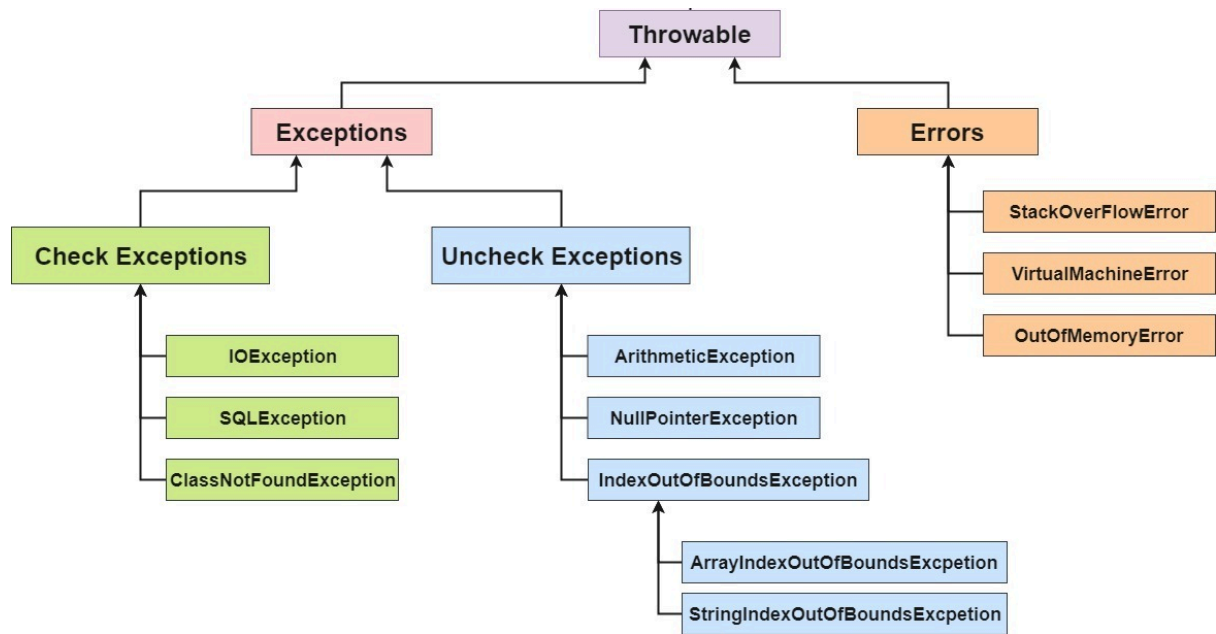 Throwable
Exceptions
Errors
Check Exceptions
Uncheck Exceptions
StackOverFlowError
VirtualMachineError
OutOfMemoryError
IOException
SQLException
ClassNotFoundException
ArithmeticException
NullPointerException
IndexOutOfBoundsException
ArrayIndexOutOfBoundsExcpetion
StringIndexOutOfBoundsExcpetion